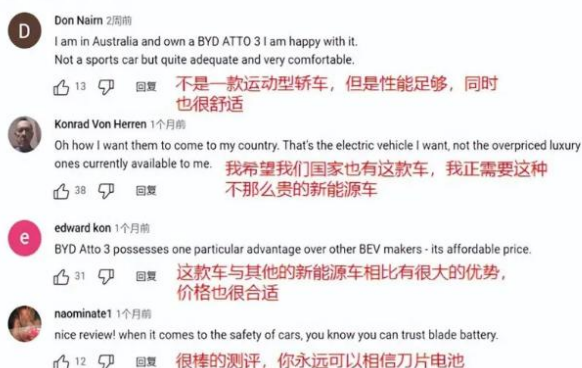 D
Don Nairn 2周前
I am in Australia and own a BYD ATTO 3 I am happy with it.
Not a sports car but quite adequate and very comfortable.
13 回复 不是一款运动型轿车，但是性能足够，同时
也很舒适
Konrad Von Herren 1个月前
Oh how I want them to come to my country. That's the electric vehicle I want, not the overpriced luxury
ones currently available to me. 我希望我们国家也有这款车，我正需要这种
38 回复 不那么贵的新能源车
e
edward kon 1个月前
BYD Atto 3 possesses one particular advantage over other BEV makers - its affordable price.
31 回复 这款车与其他的新能源车相比有很大的优势，
价格也很合适
naominate1 1个月前
nice review! when it comes to the safety of cars, you know you can trust blade battery.
12 回复 很棒的测评，你永远可以相信刀片电池